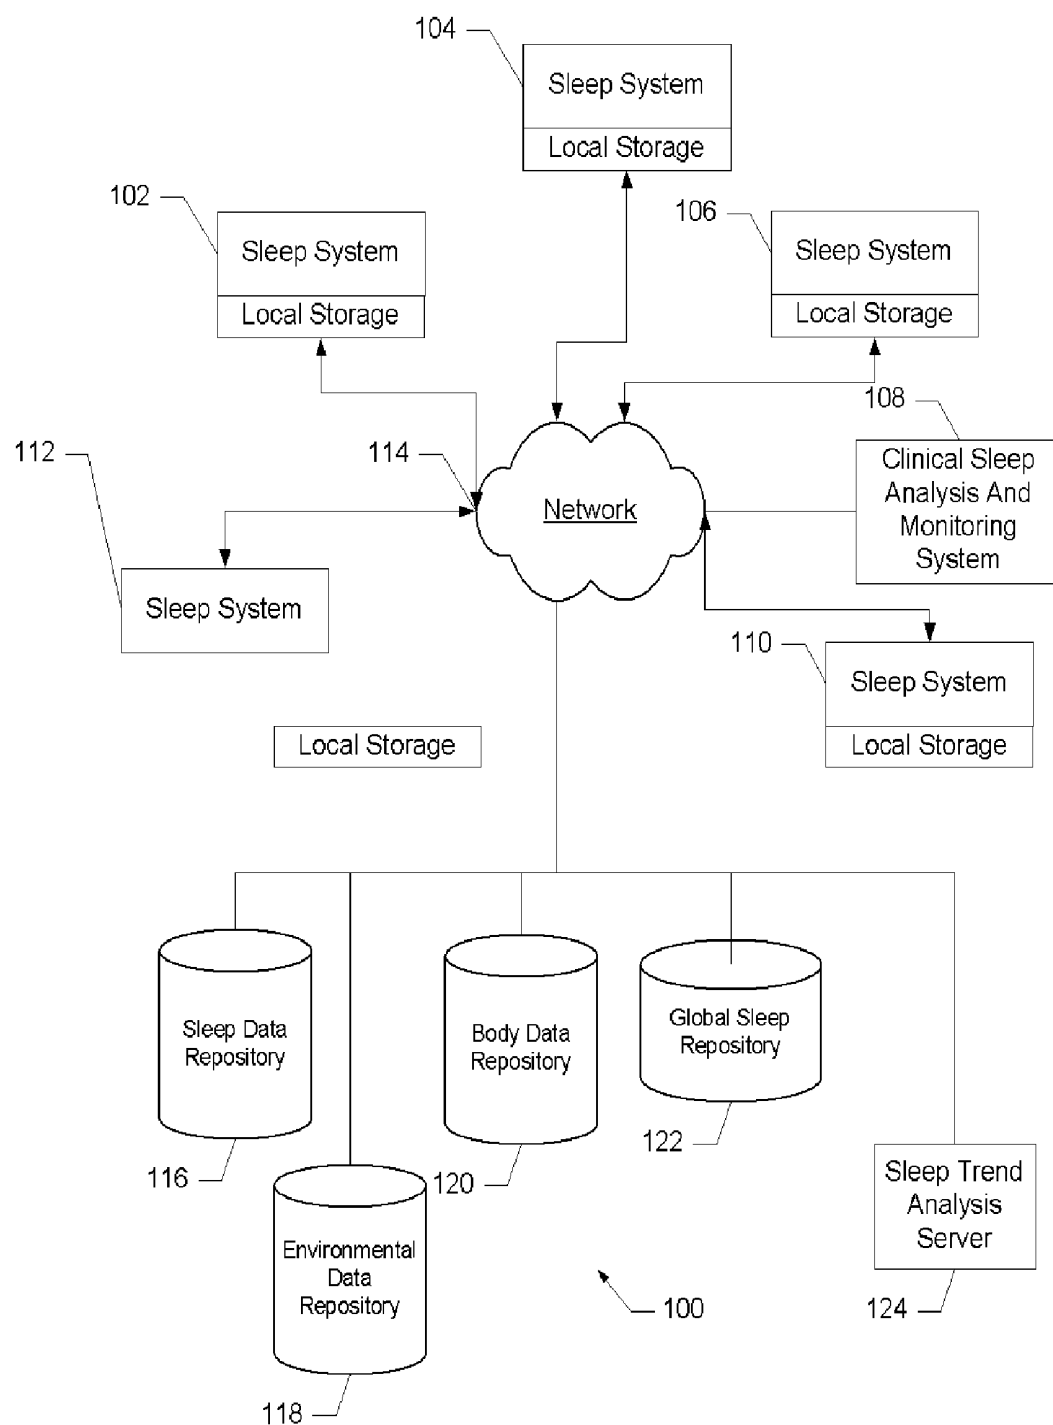 104
Sleep System
Local Storage
102
Sleep System
Local Storage
106
Sleep System
Local Storage
108
Clinical Sleep
Analysis And
Monitoring
System
112
114
Network
Sleep System
110
Sleep System
Local Storage
Local Storage
Sleep Data
Repository
Body Data
Repository
Global Sleep
Repository
116
120
122
Sleep Trend
Analysis
Server
Environmental
Data
Repository
100
124
118